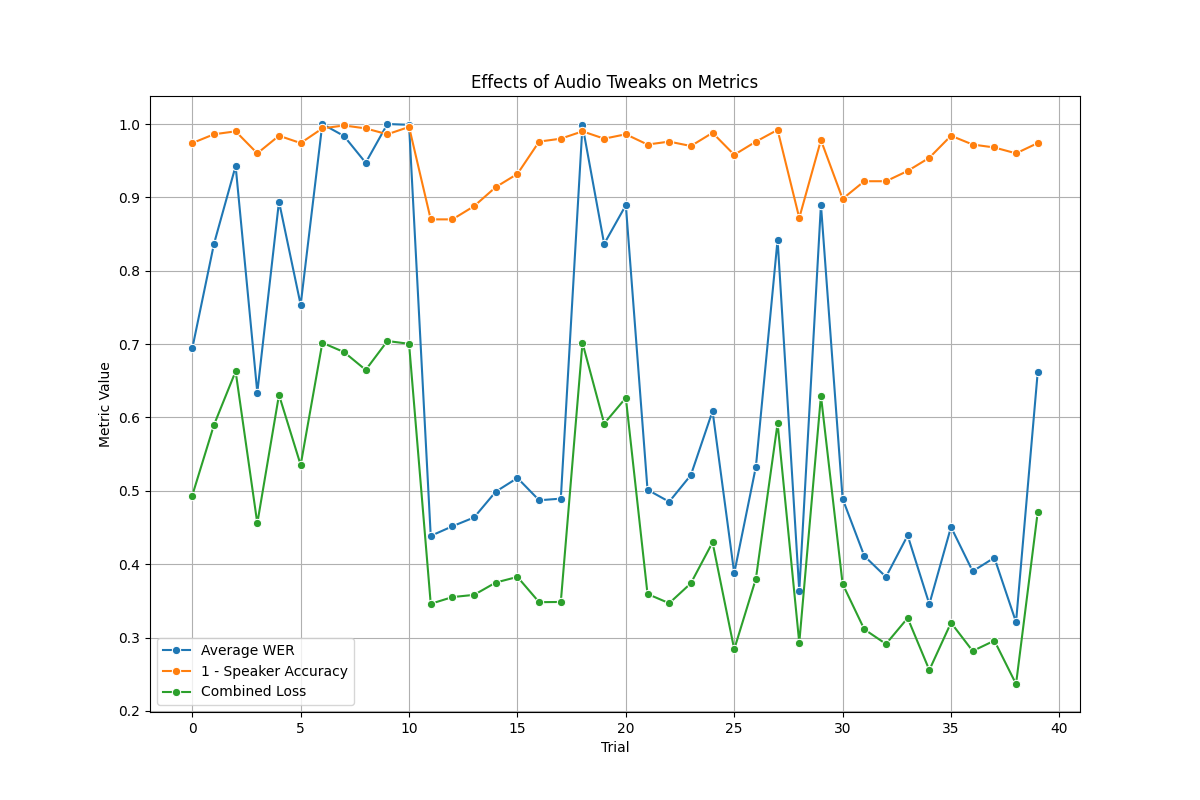 Effects of Audio Tweaks on Metrics
Metric Value
1.0
0.9
0.8
0.7
0.6
0.5
0.4
0.3
0.2
Average WER
1 - Speaker Accuracy
Combined Loss
0 5 10 15 20 25 30 35 40
Trial